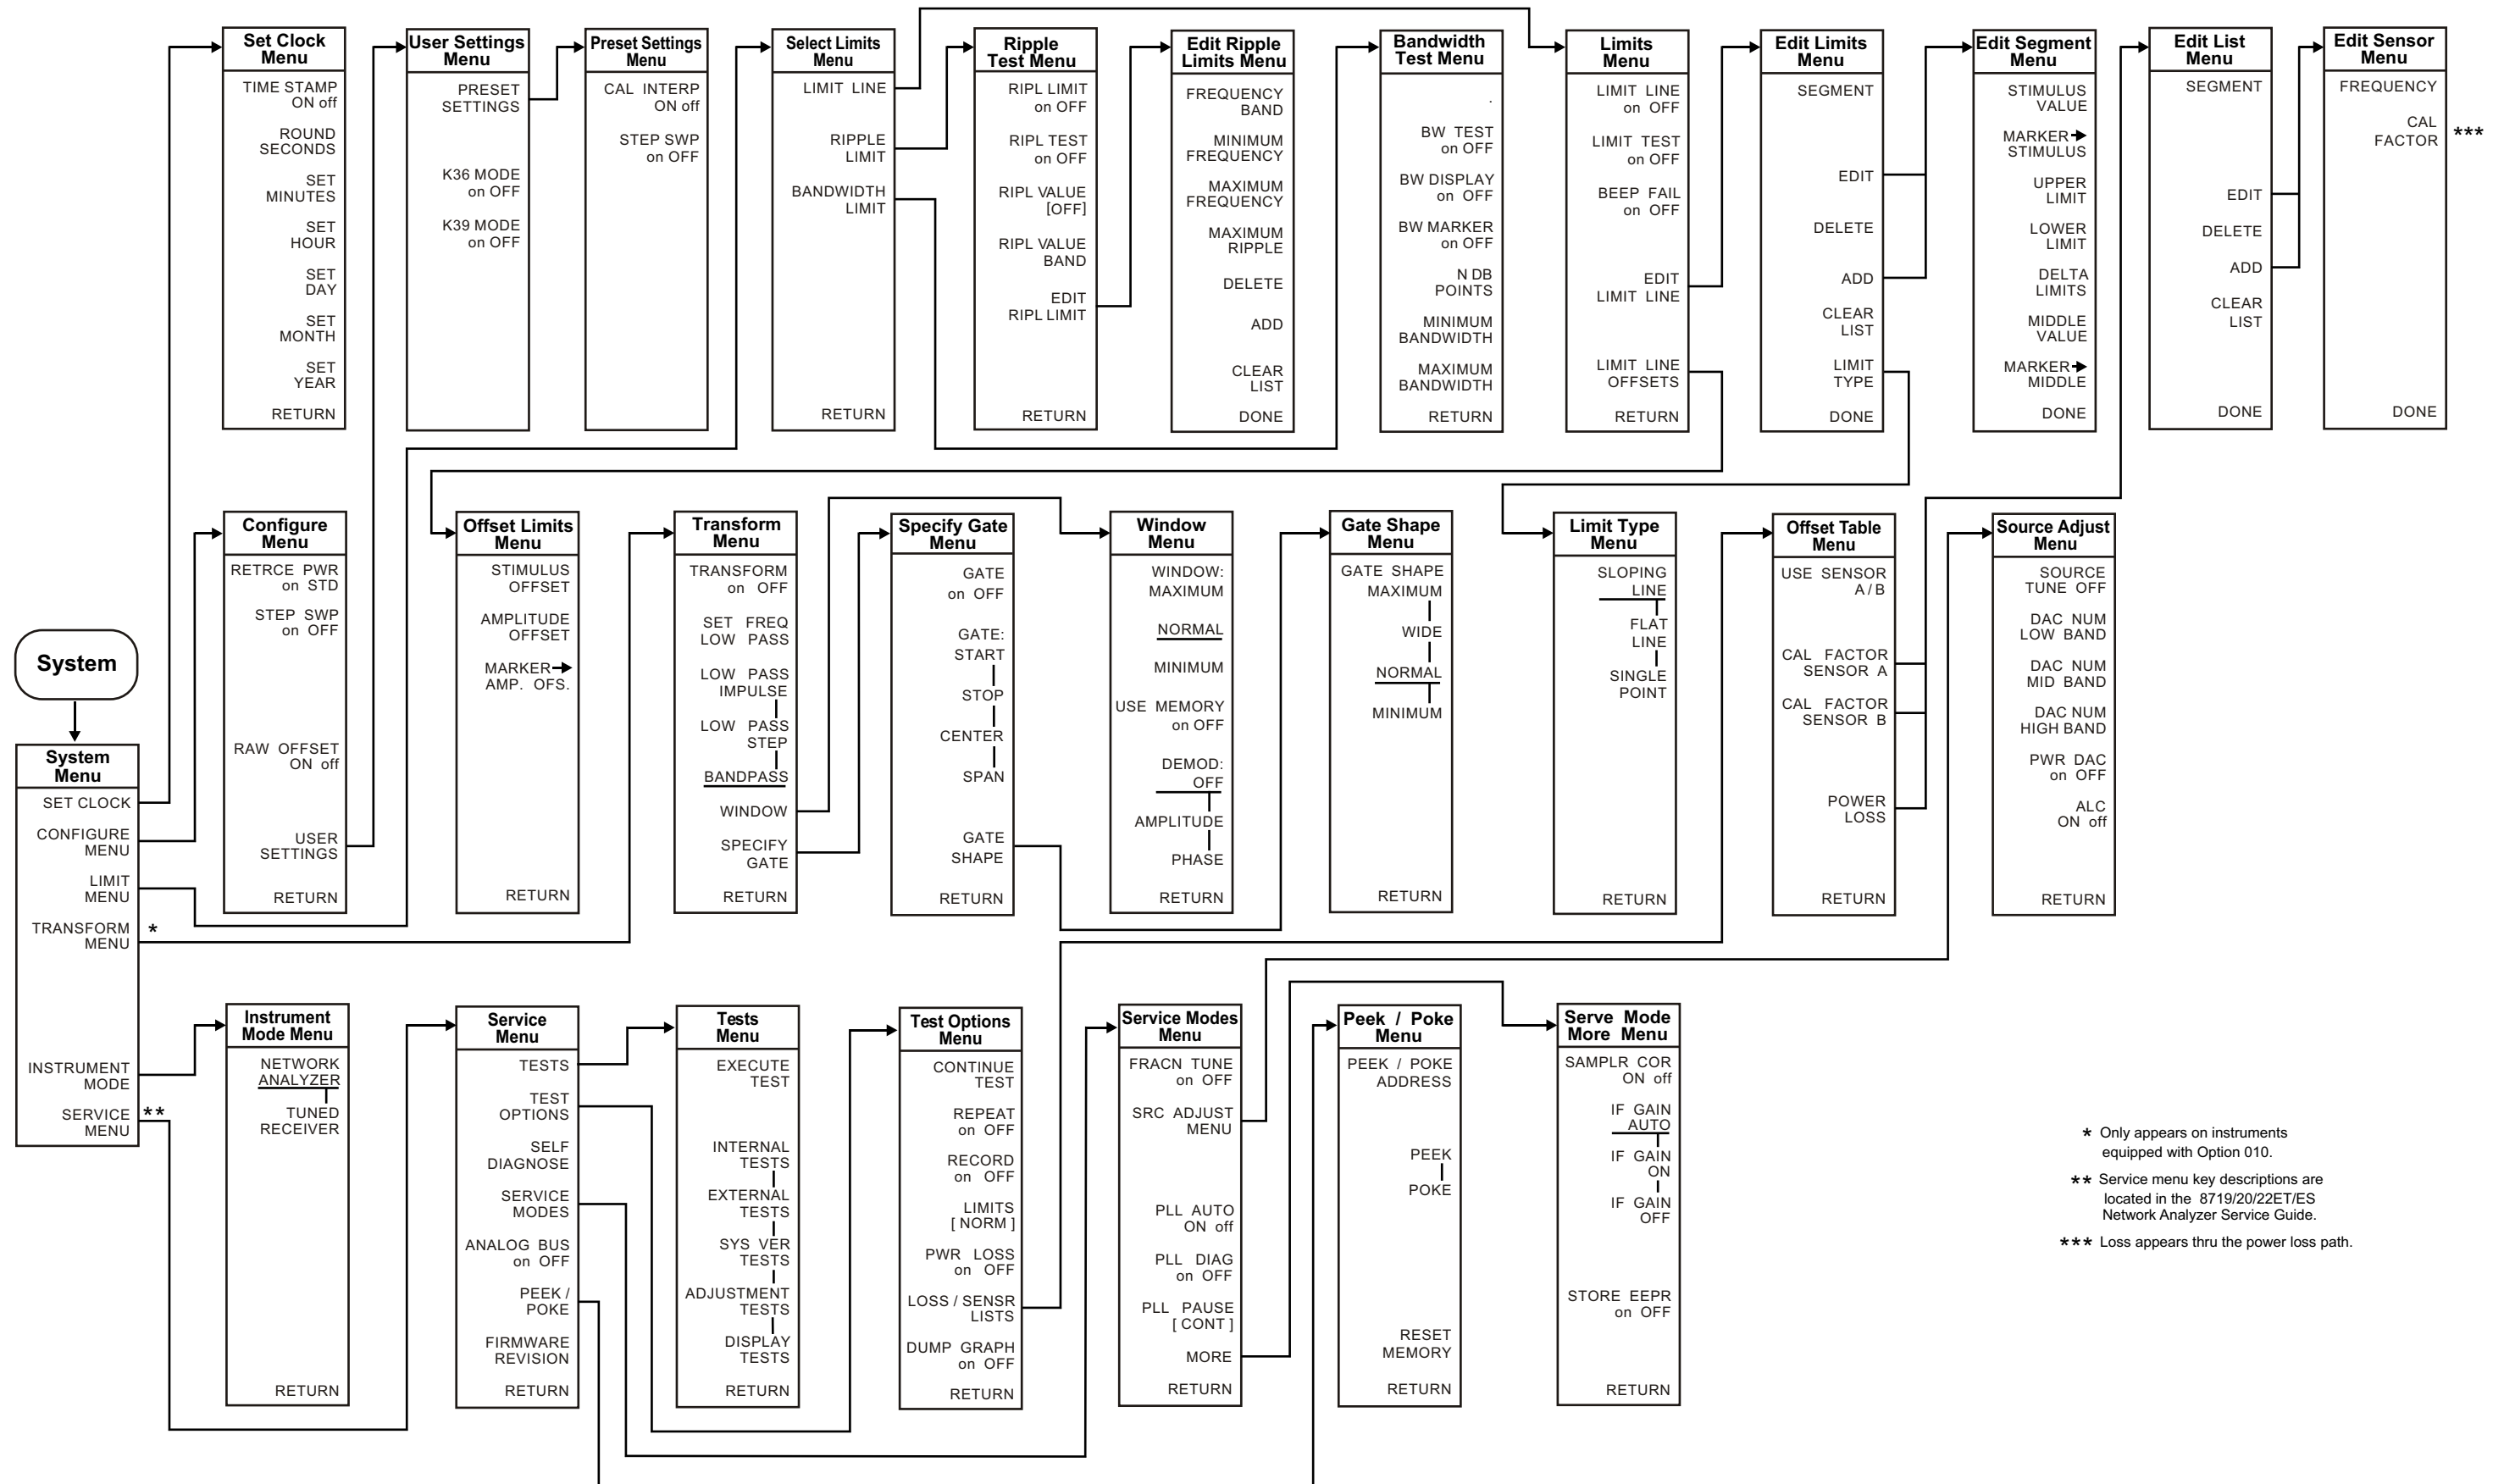 Set Clock
Menu
TIME STAMP
ON off
ROUND
SECONDS
SET
MINUTES
SET
HOUR
SET
DAY
SET
MONTH
SET
YEAR
RETURN
User Settings
Menu
PRESET
SETTINGS
K36 MODE
on OFF
K39 MODE
on OFF
Preset Settings
Menu
CAL INTERP
ON off
STEP SWP
on OFF
Select Limits
Menu
LIMIT LINE
RIPPLE
LIMIT
BANDWIDTH
LIMIT
RETURN
Ripple
Test Menu
RIPL LIMIT
on OFF
RIPL TEST
on OFF
RIPL VALUE
[OFF]
RIPL VALUE
BAND
EDIT
RIPL LIMIT
RETURN
Edit Ripple
Limits Menu
FREQUENCY
BAND
MINIMUM
FREQUENCY
MAXIMUM
FREQUENCY
MAXIMUM
RIPPLE
DELETE
ADD
CLEAR
LIST
DONE
Bandwidth
Test Menu
.
BW TEST
on OFF
BW DISPLAY
on OFF
BW MARKER
on OFF
N DB
POINTS
MINIMUM
BANDWIDTH
MAXIMUM
BANDWIDTH
RETURN
Limits
Menu
LIMIT LINE
on OFF
LIMIT TEST
on OFF
BEEP FAIL
on OFF
EDIT
LIMIT LINE
LIMIT LINE
OFFSETS
RETURN
Edit Limits
Menu
SEGMENT
EDIT
DELETE
ADD
CLEAR
LIST
LIMIT
TYPE
DONE
Edit Segment
Menu
STIMULUS
VALUE
MARKER→
STIMULUS
UPPER
LIMIT
LOWER
LIMIT
DELTA
LIMITS
MIDDLE
VALUE
MARKER→
MIDDLE
DONE
Edit List
Menu
SEGMENT
EDIT
DELETE
ADD
CLEAR
LIST
DONE
Edit Sensor
Menu
FREQUENCY
CAL
FACTOR ***
DONE
System
System
Menu
SET CLOCK
CONFIGURE
MENU
LIMIT
MENU
TRANSFORM *
MENU
INSTRUMENT
MODE
SERVICE **
MENU
Configure
Menu
RETRCE PWR
on STD
STEP SWP
on OFF
RAW OFFSET
ON off
USER
SETTINGS
RETURN
Offset Limits
Menu
STIMULUS
OFFSET
AMPLITUDE
OFFSET
MARKER→
AMP. OFS.
RETURN
Transform
Menu
TRANSFORM
on OFF
SET FREQ
LOW PASS
LOW PASS
IMPULSE
LOW PASS
STEP
BANDPASS
WINDOW
SPECIFY
GATE
RETURN
Specify Gate
Menu
GATE
on OFF
GATE:
START
STOP
CENTER
SPAN
GATE
SHAPE
RETURN
Window
Menu
WINDOW:
MAXIMUM
NORMAL
MINIMUM
USE MEMORY
on OFF
DEMOD:
OFF
AMPLITUDE
PHASE
RETURN
Gate Shape
Menu
GATE SHAPE
MAXIMUM
WIDE
NORMAL
MINIMUM
RETURN
Limit Type
Menu
SLOPING
LINE
FLAT
LINE
SINGLE
POINT
RETURN
Offset Table
Menu
USE SENSOR
A / B
CAL FACTOR
SENSOR A
CAL FACTOR
SENSOR B
POWER
LOSS
RETURN
Source Adjust
Menu
SOURCE
TUNE OFF
DAC NUM
LOW BAND
DAC NUM
MID BAND
DAC NUM
HIGH BAND
PWR DAC
on OFF
ALC
ON off
RETURN
Instrument
Mode Menu
NETWORK
ANALYZER
TUNED
RECEIVER
RETURN
Service
Menu
TESTS
TEST
OPTIONS
SELF
DIAGNOSE
SERVICE
MODES
ANALOG BUS
on OFF
PEEK /
POKE
FIRMWARE
REVISION
RETURN
Tests
Menu
EXECUTE
TEST
INTERNAL
TESTS
EXTERNAL
TESTS
SYS VER
TESTS
ADJUSTMENT
TESTS
DISPLAY
TESTS
RETURN
Test Options
Menu
CONTINUE
TEST
REPEAT
on OFF
RECORD
on OFF
LIMITS
[ NORM ]
PWR LOSS
on OFF
LOSS / SENSR
LISTS
DUMP GRAPH
on OFF
RETURN
Service Modes
Menu
FRACN TUNE
on OFF
SRC ADJUST
MENU
PLL AUTO
ON off
PLL DIAG
on OFF
PLL PAUSE
[ CONT ]
MORE
RETURN
Peek / Poke
Menu
PEEK / POKE
ADDRESS
PEEK
POKE
RESET
MEMORY
RETURN
Serve Mode
More Menu
SAMPLR COR
ON off
IF GAIN
AUTO
IF GAIN
ON
IF GAIN
OFF
STORE EEPR
on OFF
RETURN
* Only appears on instruments
equipped with Option 010.
** Service menu key descriptions are
located in the 8719/20/22ET/ES
Network Analyzer Service Guide.
*** Loss appears thru the power loss path.